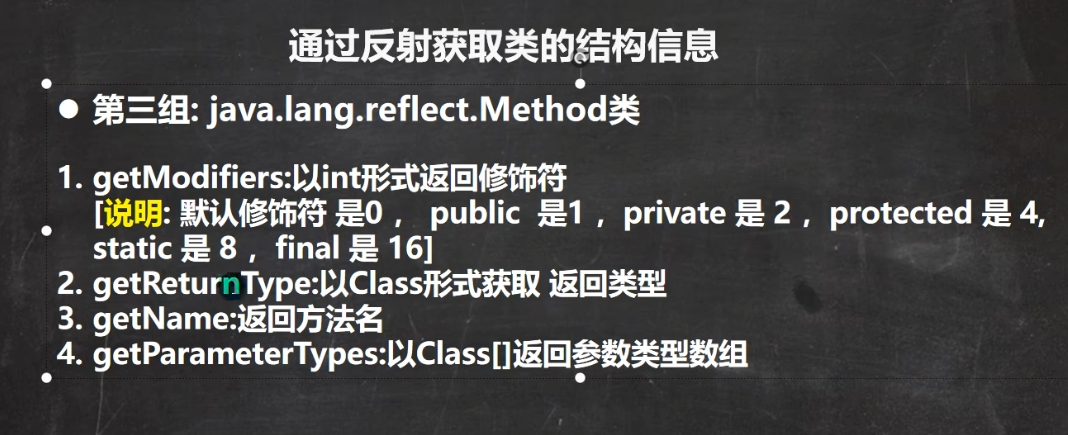 通过反射获取类的结构信息
● 第三组: java.lang.reflect.Method类
1. getModifiers:以int形式返回修饰符
[说明: 默认修饰符 是0 ， public 是1 ，private 是 2 ，protected 是 4,
static 是 8 ，final 是 16]
2. getReturnType:以Class形式获取 返回类型
3. getName:返回方法名
4. getParameterTypes:以Class[]返回参数类型数组